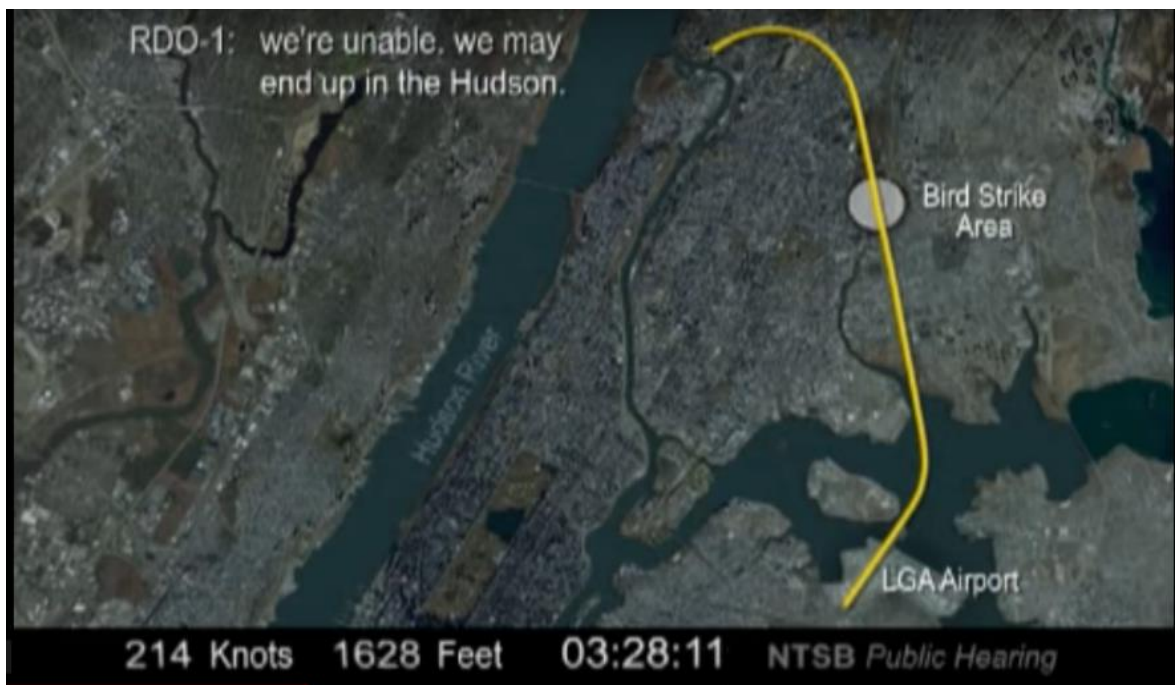 RDO-1: we're unable. we may
end up in the Hudson.
Bird Strike
Area
Hudson River
LGA Airport
214 Knots 1628 Feet 03:28:11 NTSB Public Hearing